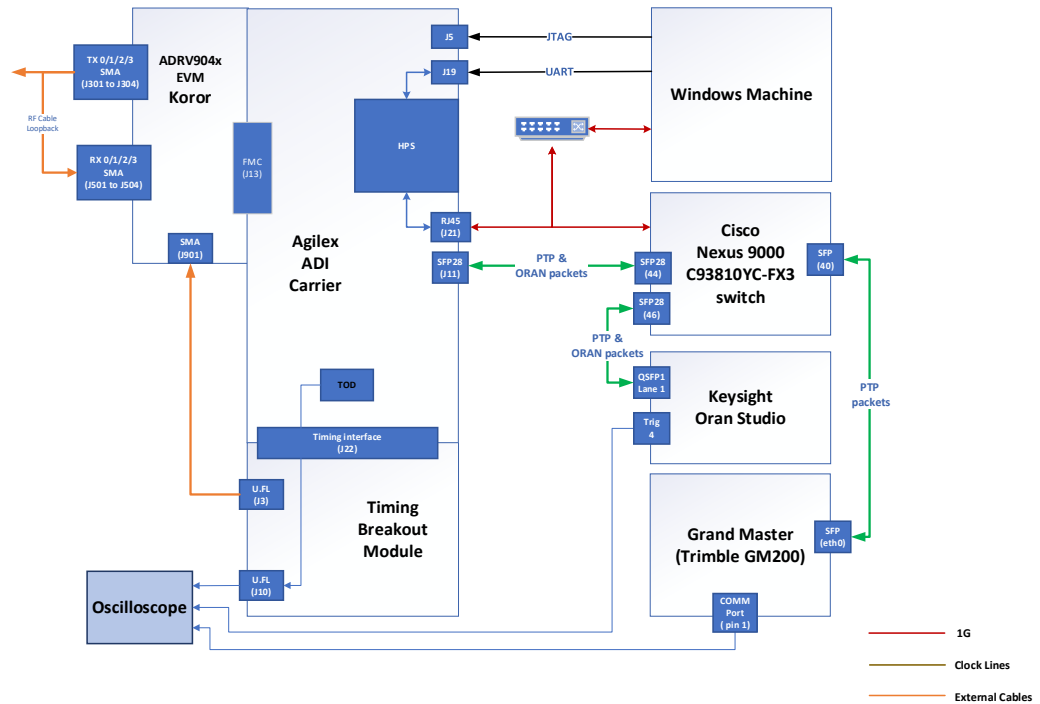 TX 0/1/2/3
SMA
(J301 to J304)
RF Cable
Loopback
RX 0/1/2/3
SMA
(J501 to J504)
ADRV904x
EVM
Koror
FMC
(J13)
SMA
(J901)
J5
JTAG
J19
UART
HPS
Windows Machine
RJ45
(J21)
SFP28
(J11)
Agilex
ADI
Carrier
PTP &
ORAN packets
SFP28
(44)
SFP28
(46)
Cisco
Nexus 9000
C93810YC-FX3
switch
SFP
(40)
PTP &
ORAN packets
QSFP1
Lane 1
Trig
4
Keysight
Oran Studio
PTP
packets
TOD
Timing interface
(J22)
U.FL
(J3)
Timing
Breakout
Module
U.FL
(J10)
Oscilloscope
Grand Master
(Trimble GM200)
SFP
(eth0)
COMM
Port
( pin 1)
1G
Clock Lines
External Cables